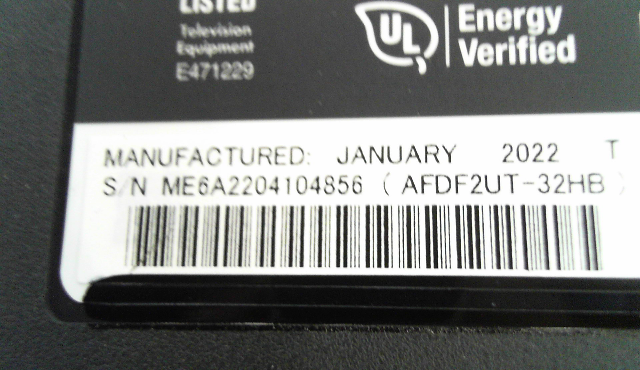 LISTED
Television
Equipment
E471229
UL
Energy
Verified
MANUFACTURED: JANUARY 2022 T
S/N ME6A2204104856 ( AFDF2UT-32HB )